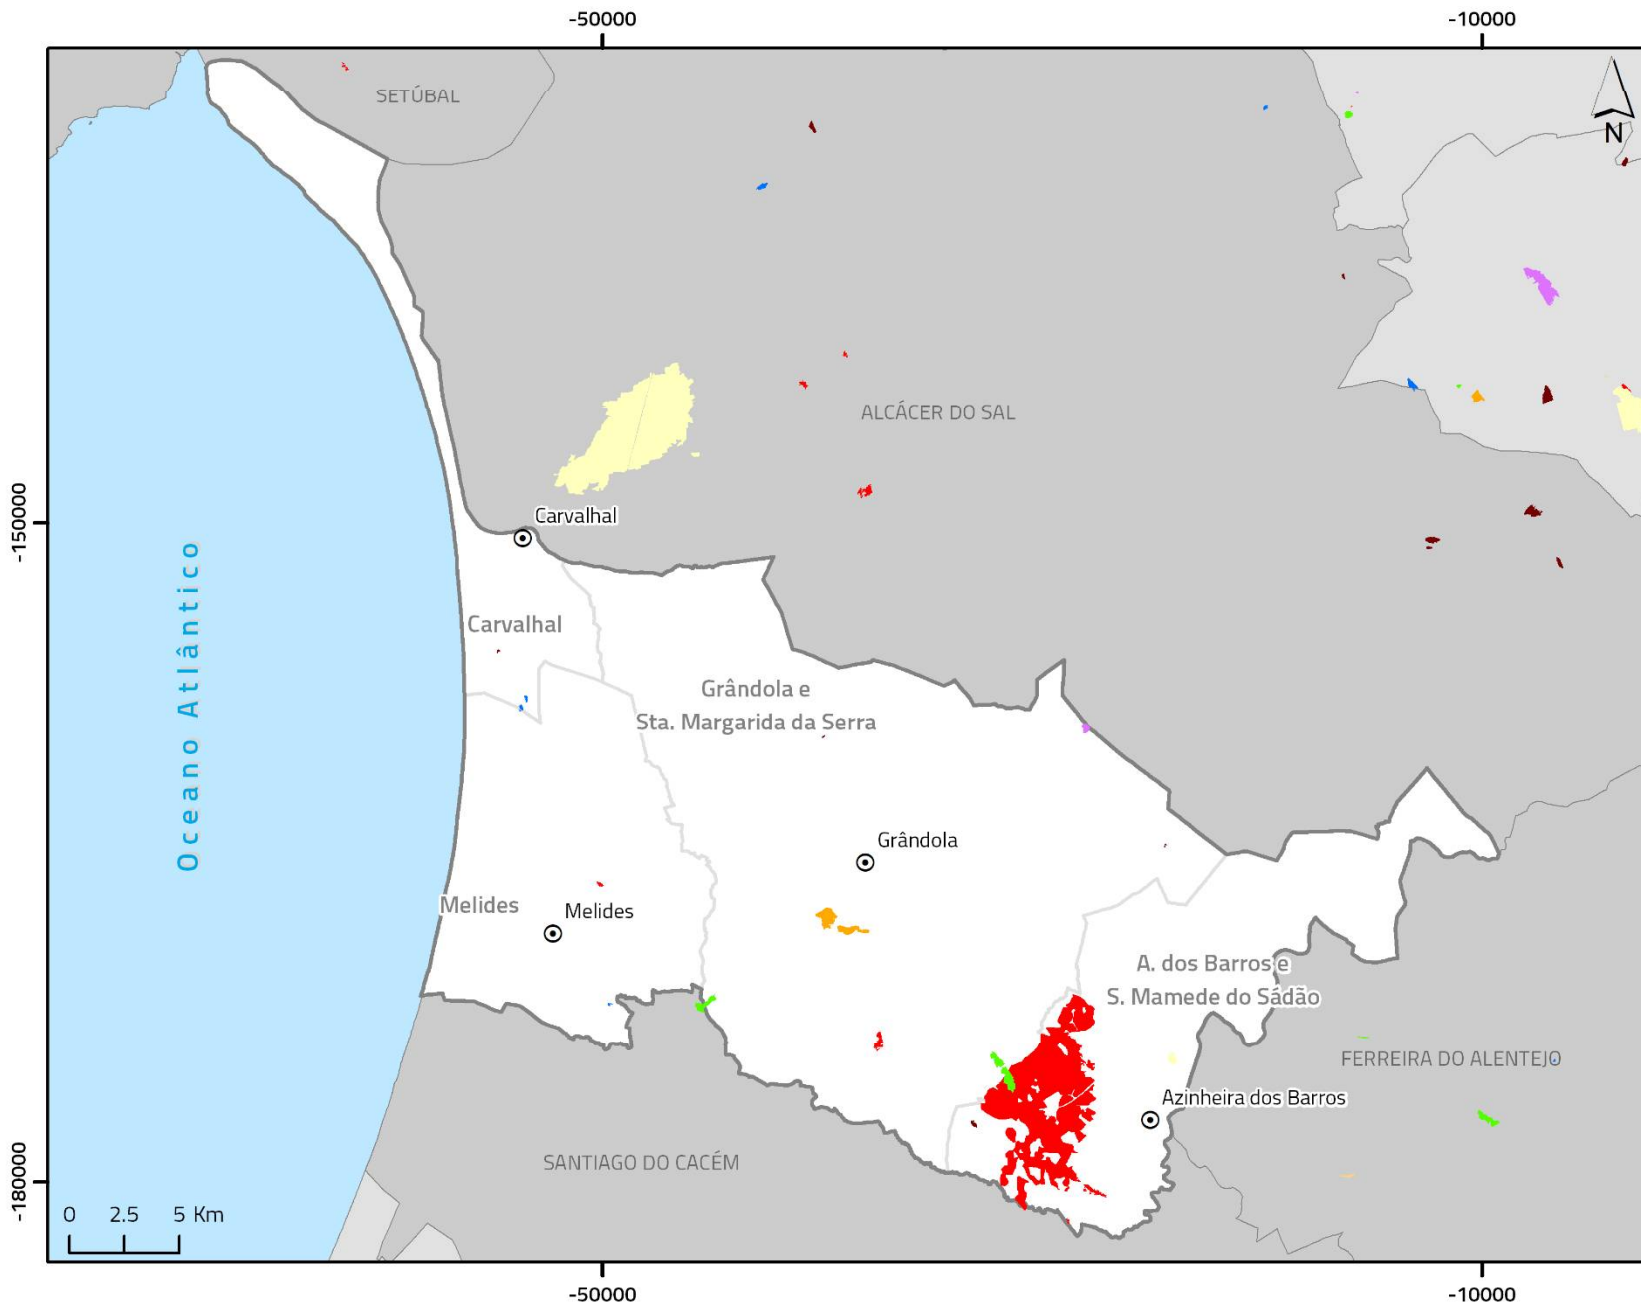 -50000
-10000
SETÚBAL
N
ALCÁCER DO SAL
-150000
Carvalhal
Oceano Atlântico
Carvalhal
Grândola e
Sta. Margarida da Serra
Grândola
Melides
Melides
A. dos Barros e
S. Mamede do Sádão
FERREIRA DO ALENTEJO
Azinheira dos Barros
SANTIAGO DO CACÉM
-180000
0 2.5 5 Km
-50000
-10000